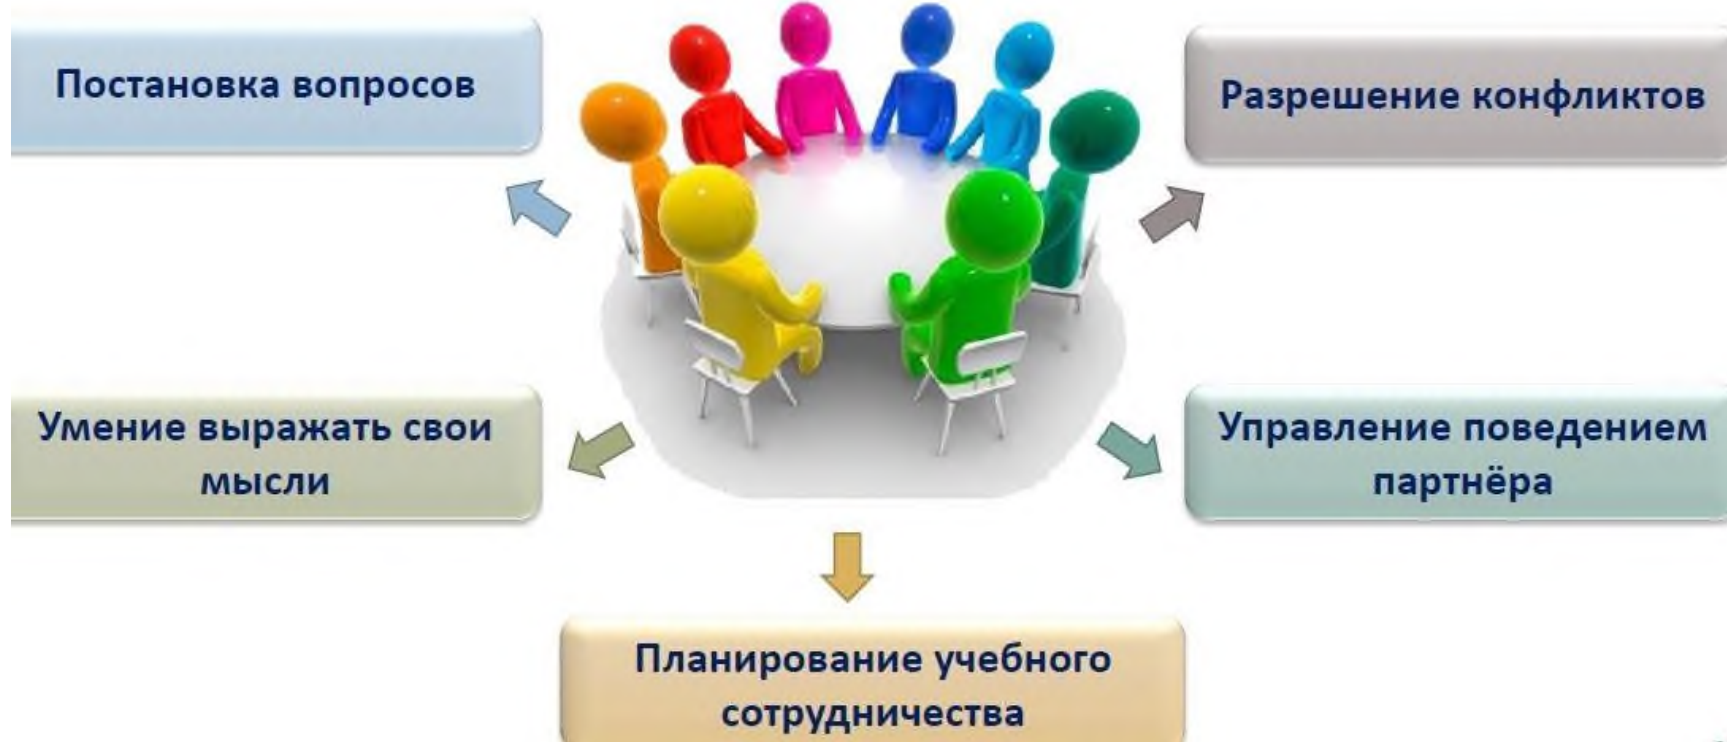 Постановка вопросов
Разрешение конфликтов
Умение выражать свои
мысли
Управление поведением
партнёра
Планирование учебного
сотрудничества